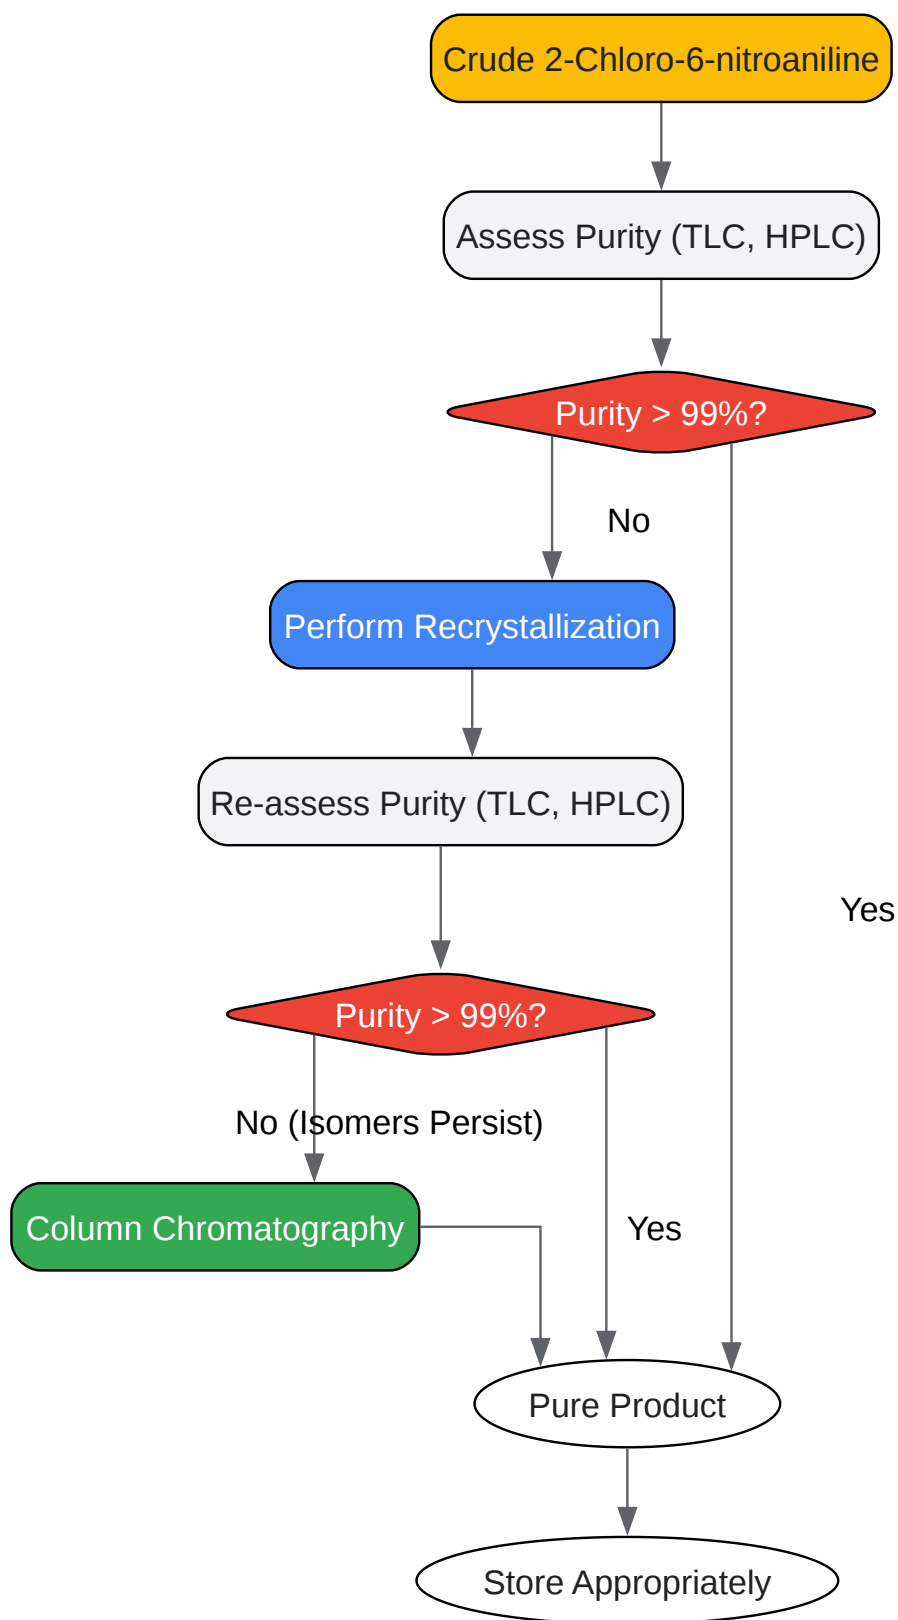 Crude 2-Chloro-6-nitroaniline
Assess Purity (TLC, HPLC)
Purity > 99%?
No
Perform Recrystallization
Re-assess Purity (TLC, HPLC)
Yes
Purity > 99%?
No (Isomers Persist)
Column Chromatography
Yes
Pure Product
Store Appropriately